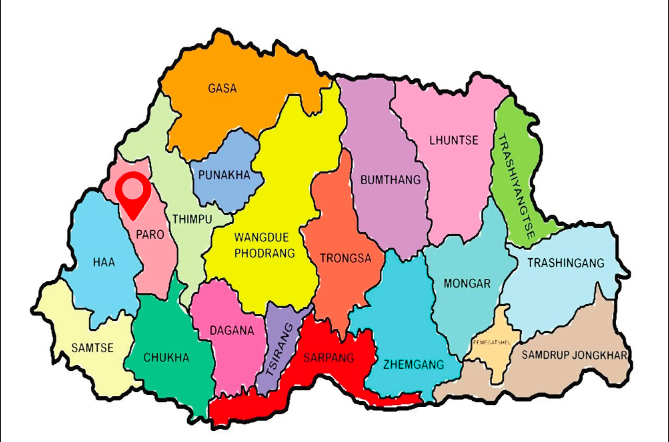 GASA
LHUNTSE
TRASHIYANGTSE
PUNAKHA
BUMTHANG
THIMPU
PARO
WANGDUE
PHODRANG
TRONGSA
HAA
TRASHINGANG
MONGAR
DAGANA
TSIRANG
SAMTSE
CHUKHA
SARPANG
ZHEMGANG
PEMEGATSHEL
SAMDRUP JONGKHAR